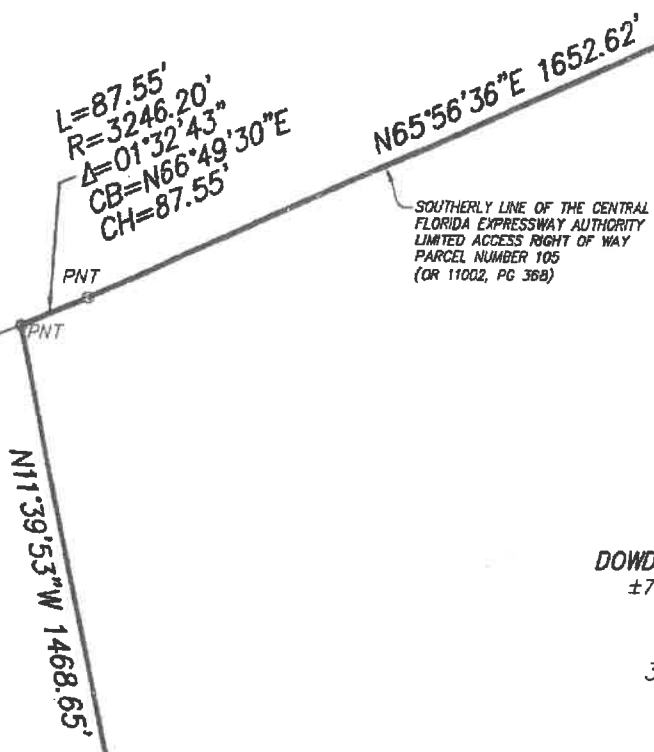 L=87.55'
R=3246.20'
Δ=01°32'43"
CB=N66°49'30"E
CH=87.55'
N65°56'36"E 1652.62'
SOUTHERLY LINE OF THE CENTRAL
FLORIDA EXPRESSWAY AUTHORITY
LIMITED ACCESS RIGHT OF WAY
PARCEL NUMBER 105
(OR 11002, PG 368)
PNT
PNT
N11°39'53"W 1468.65'
DOWD
±7
3